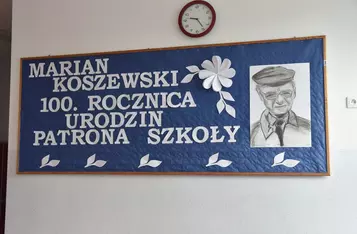 MARIAN
KOSZEWSKI
100. ROCZNICA
URODZIN
PATRONA SZKOŁY